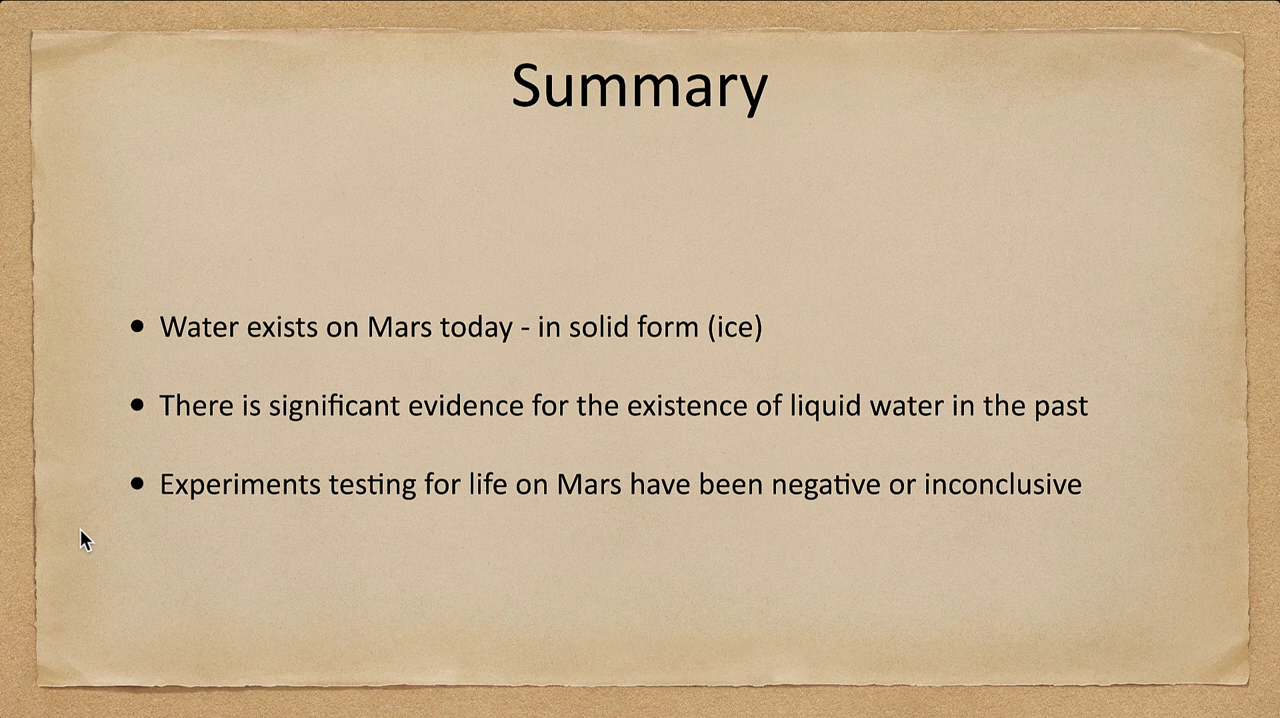 Summary
• Water exists on Mars today - in solid form (ice)
• There is significant evidence for the existence of liquid water in the past
• Experiments testing for life on Mars have been negative or inconclusive